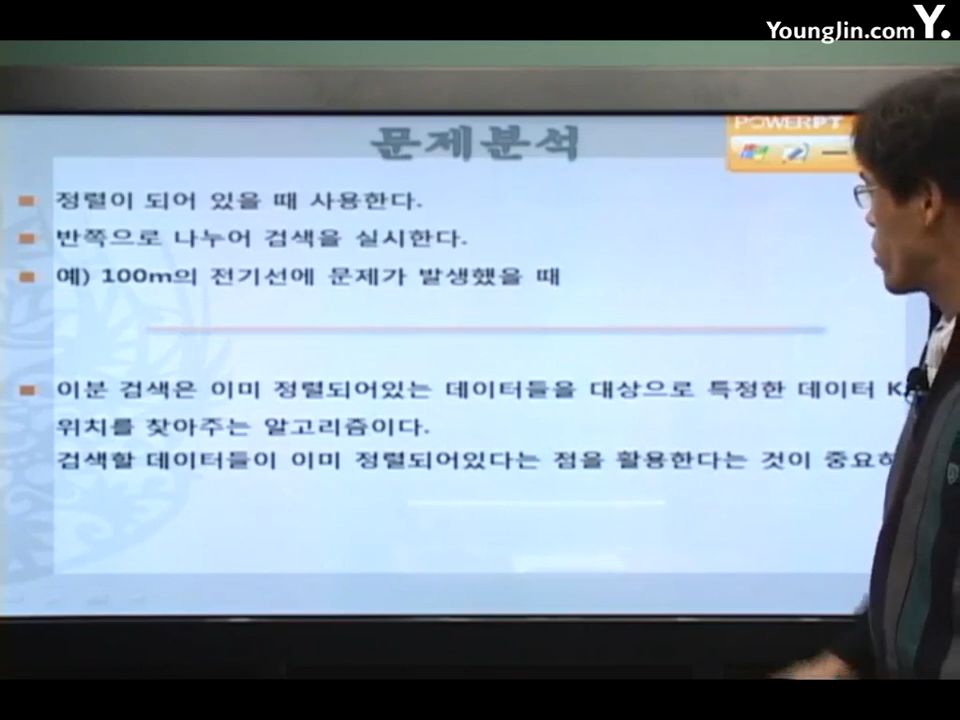 YoungJin.com Y.
POWERPT
문제분석
정렬이 되어 있을 때 사용한다.
반쪽으로 나누어 검색을 실시한다.
예) 100m의 전기선에 문제가 발생했을 때
이분 검색은 이미 정렬되어있는 데이터들을 대상으로 특정한 데이터
위치를 찾아주는 알고리즘이다.
검색할 데이터들이 이미 정렬되어있다는 점을 활용한다는 것이